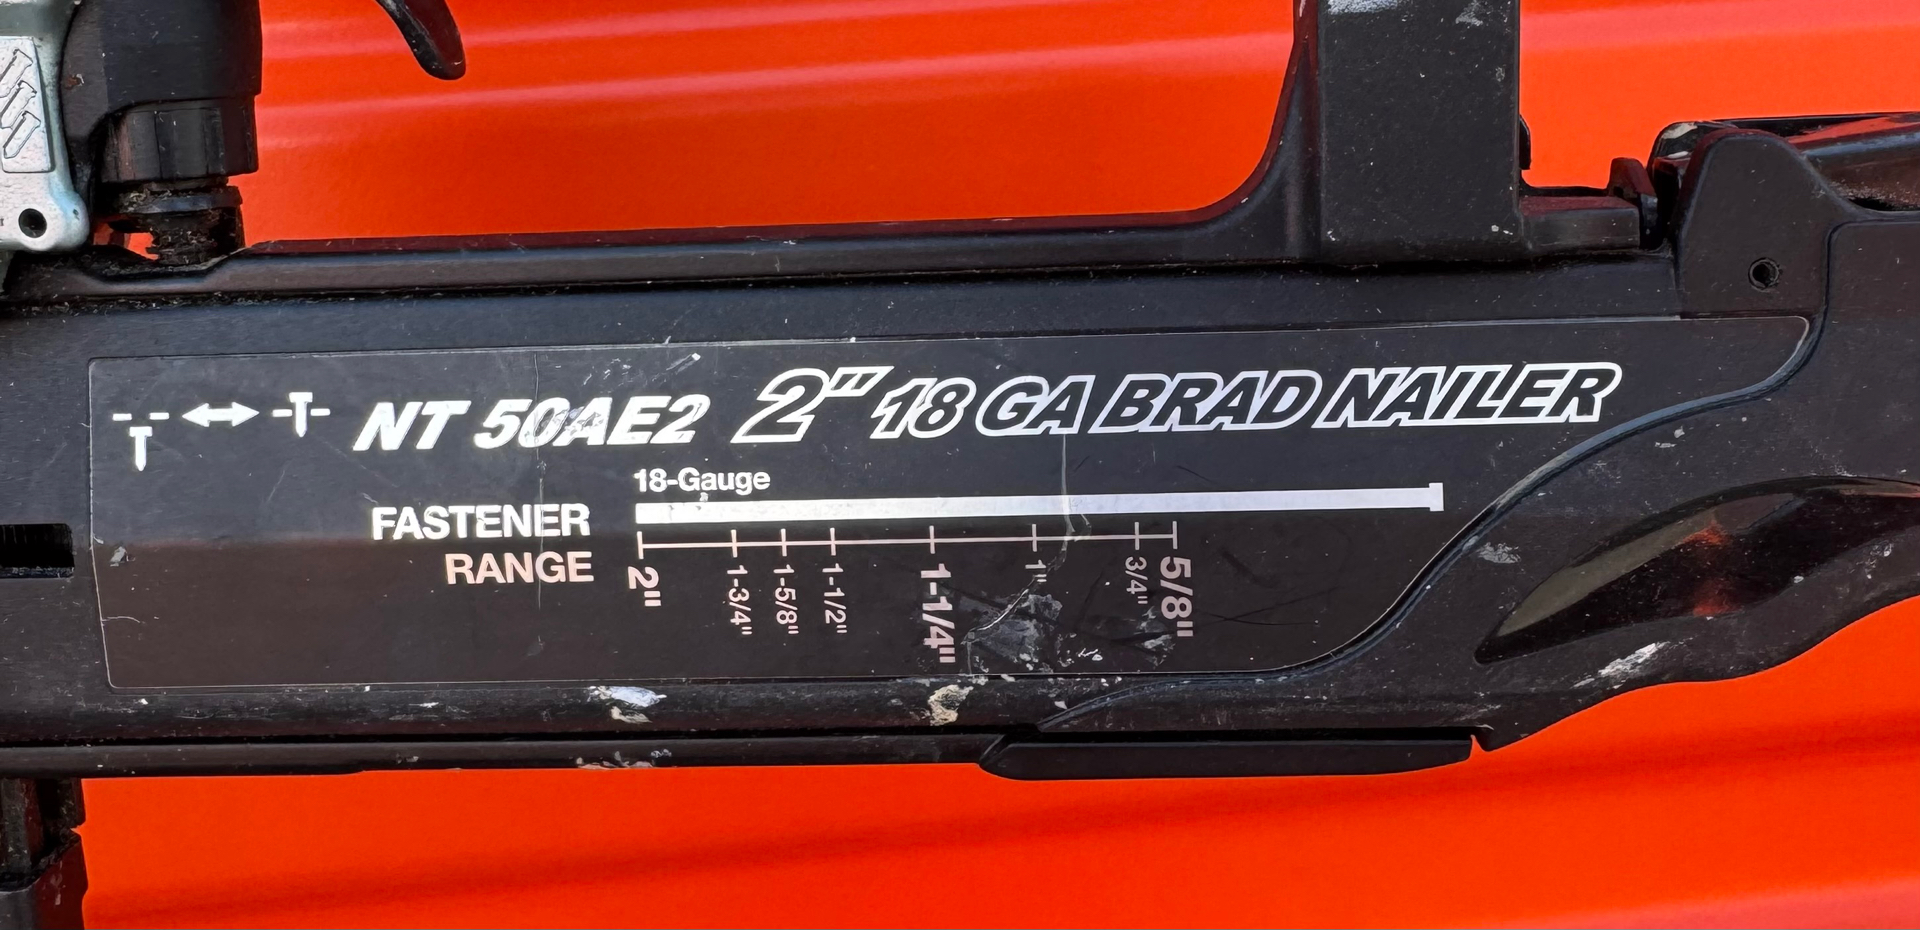 NT 50AE2 2" 18 GA BRAD NAILER
18-Gauge
FASTENER
RANGE
2" 1-3/4" 1-5/8" 1-1/2" 1-1/4" 1" 3/4" 5/8"